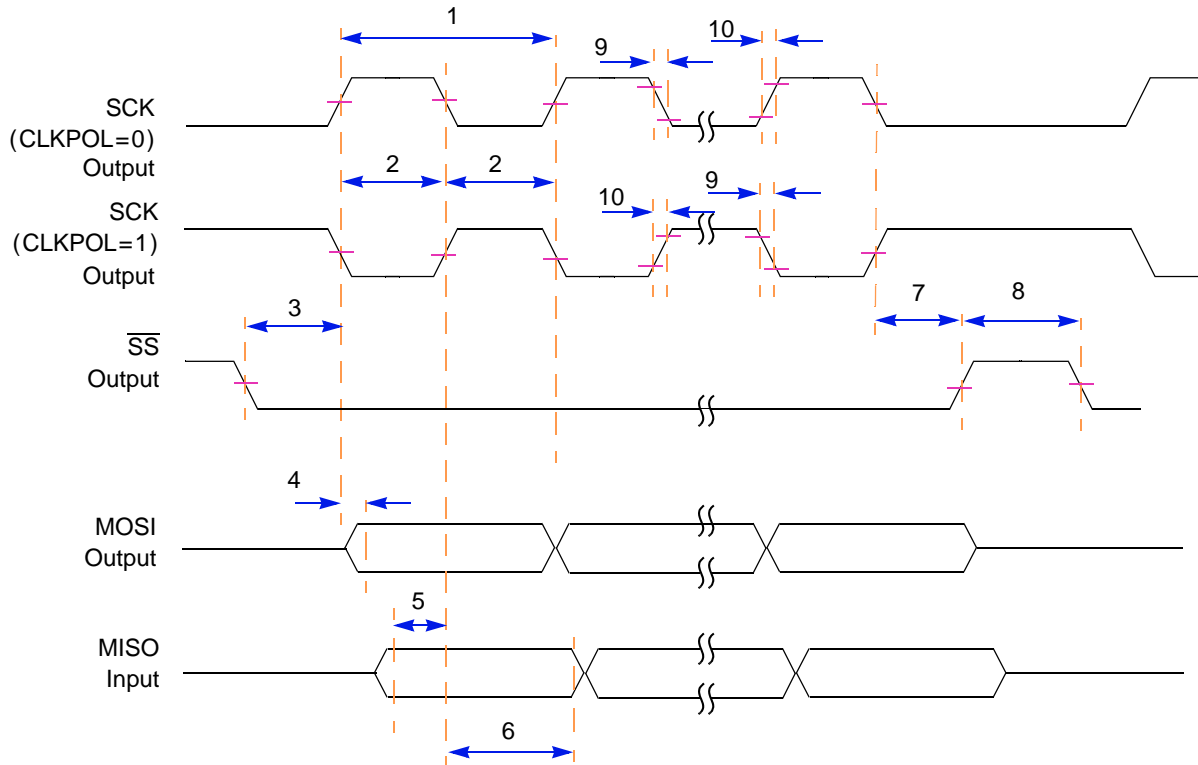 1
9
10
SCK
(CLKPOL=0)
Output
2
2
10
9
SCK
(CLKPOL=1)
Output
3
7
8
SS
Output
4
MOSI
Output
5
MISO
Input
6